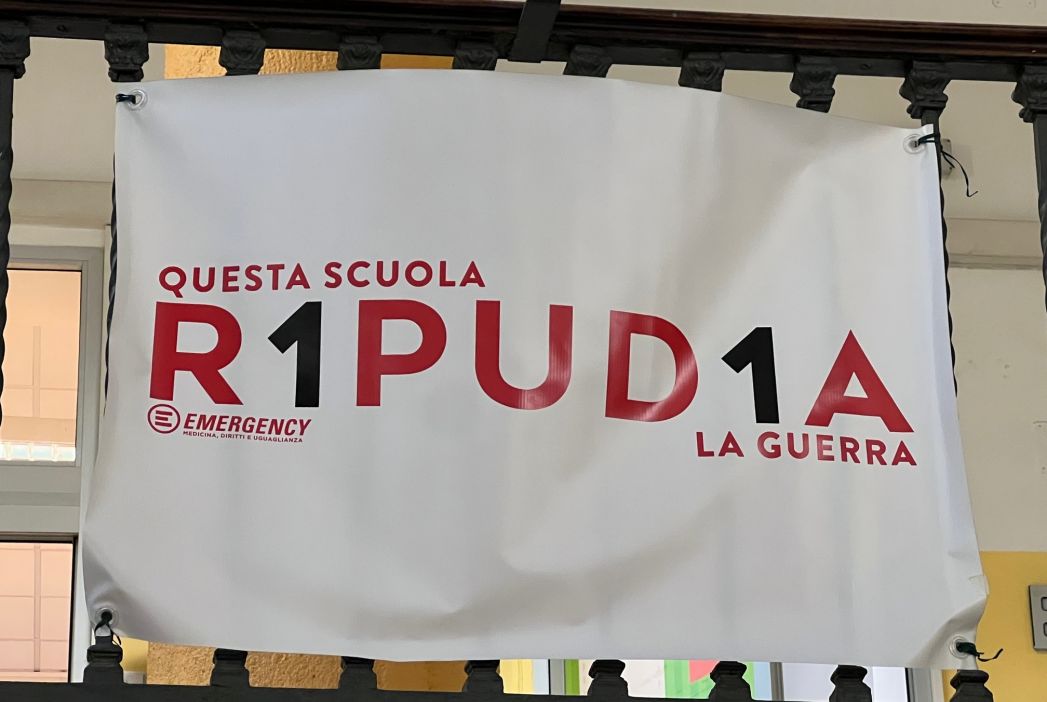 QUESTA SCUOLA
R1PUD1A
LA GUERRA
EMERGENCY
MEDICINA, DIRITTI E UGUAGLIANZA